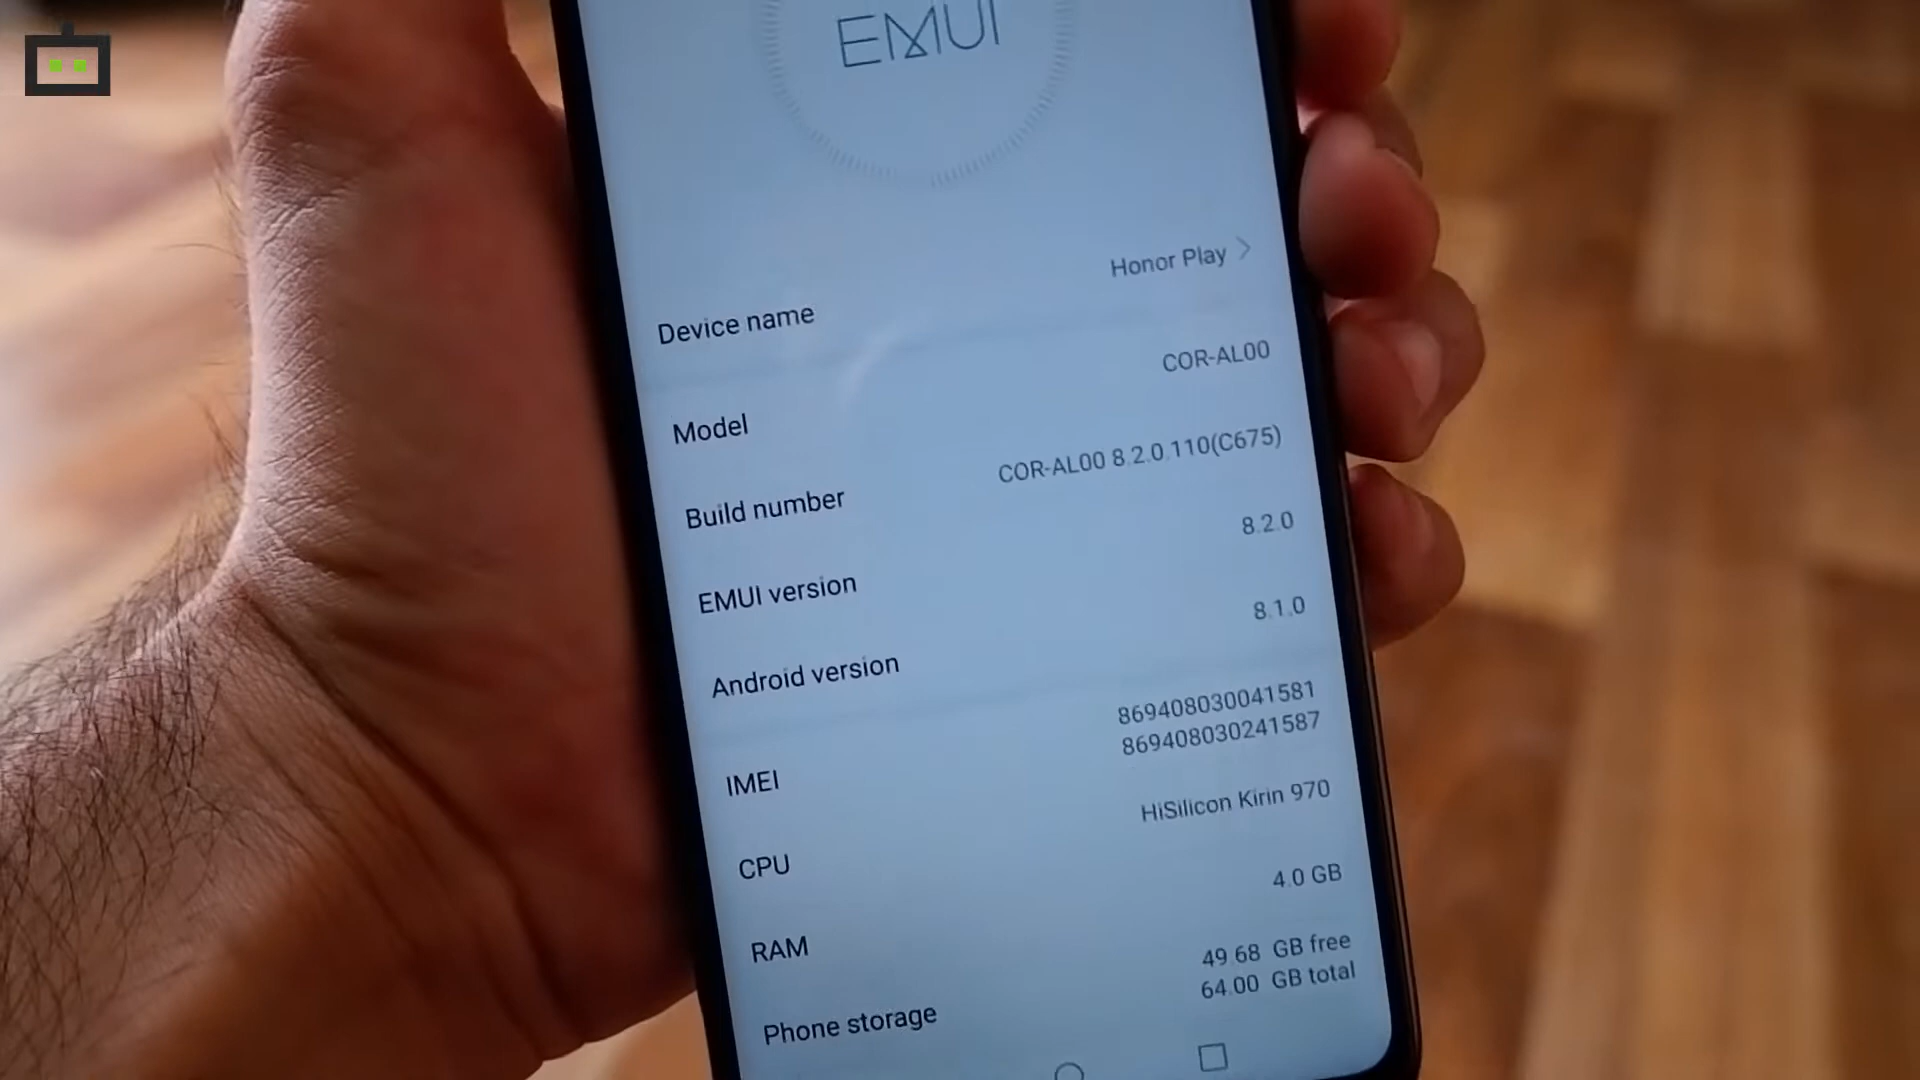 EMUI
Device name Honor Play
Model COR-AL00
Build number COR-AL00 8.2.0.110(C675)
EMUI version 8.2.0
Android version 8.1.0
IMEI 869408030041581
869408030241587
CPU HiSilicon Kirin 970
RAM 4.0 GB
Phone storage 49.68 GB free
64.00 GB total